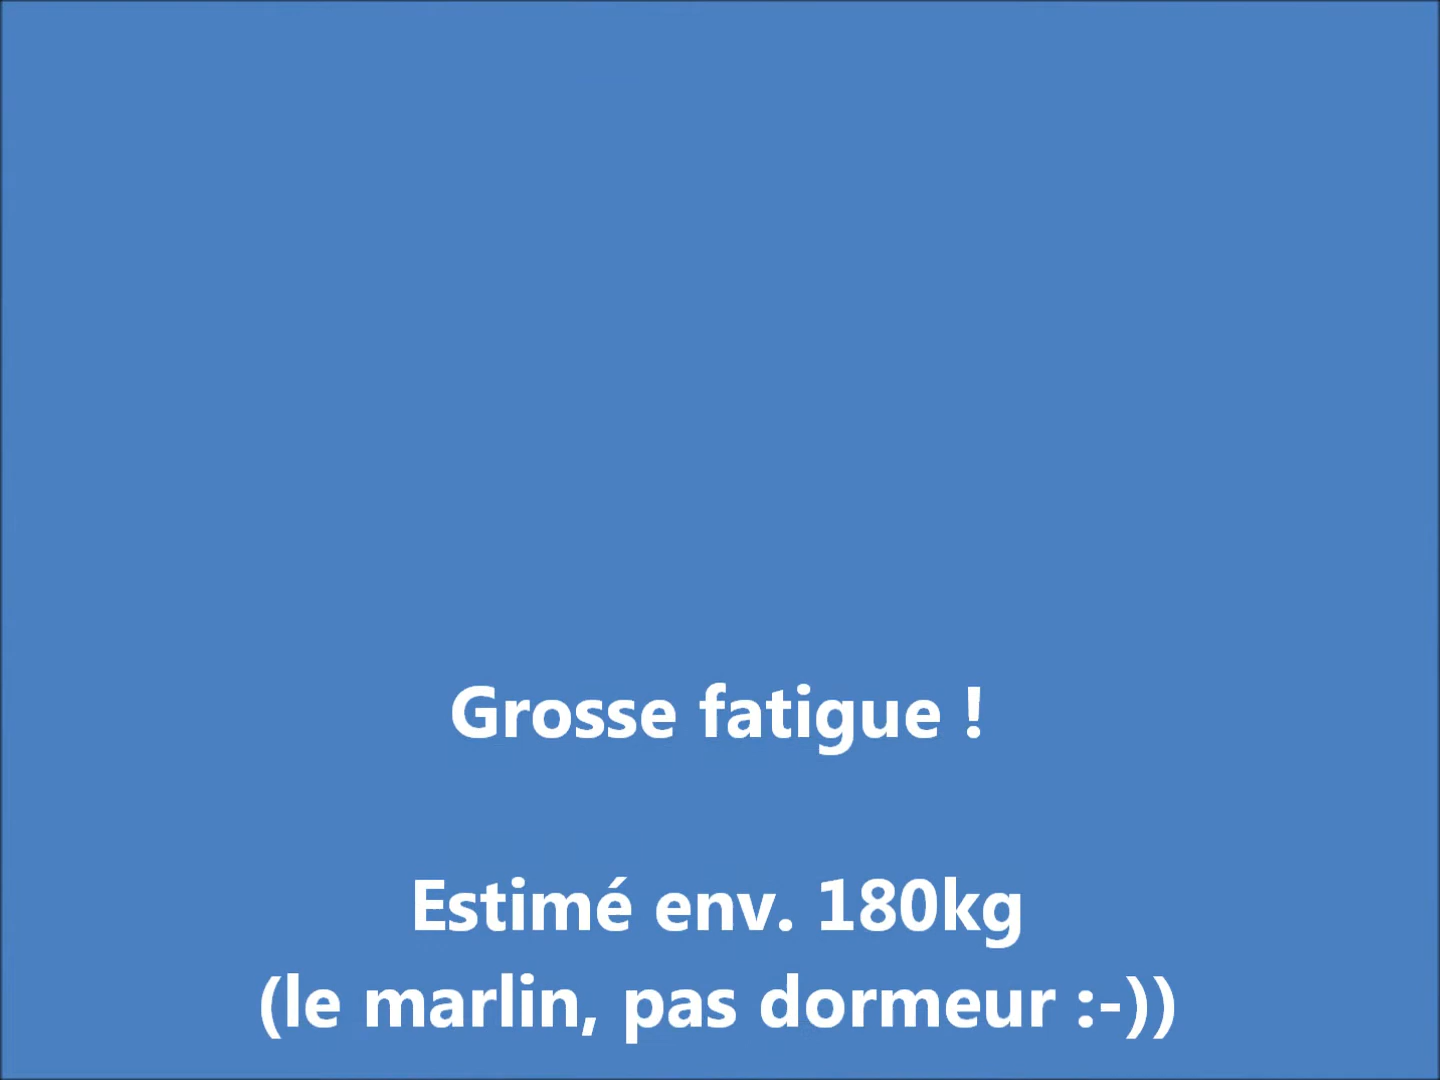 Grosse fatigue !
Estimé env. 180kg
(le marlin, pas dormeur :-))